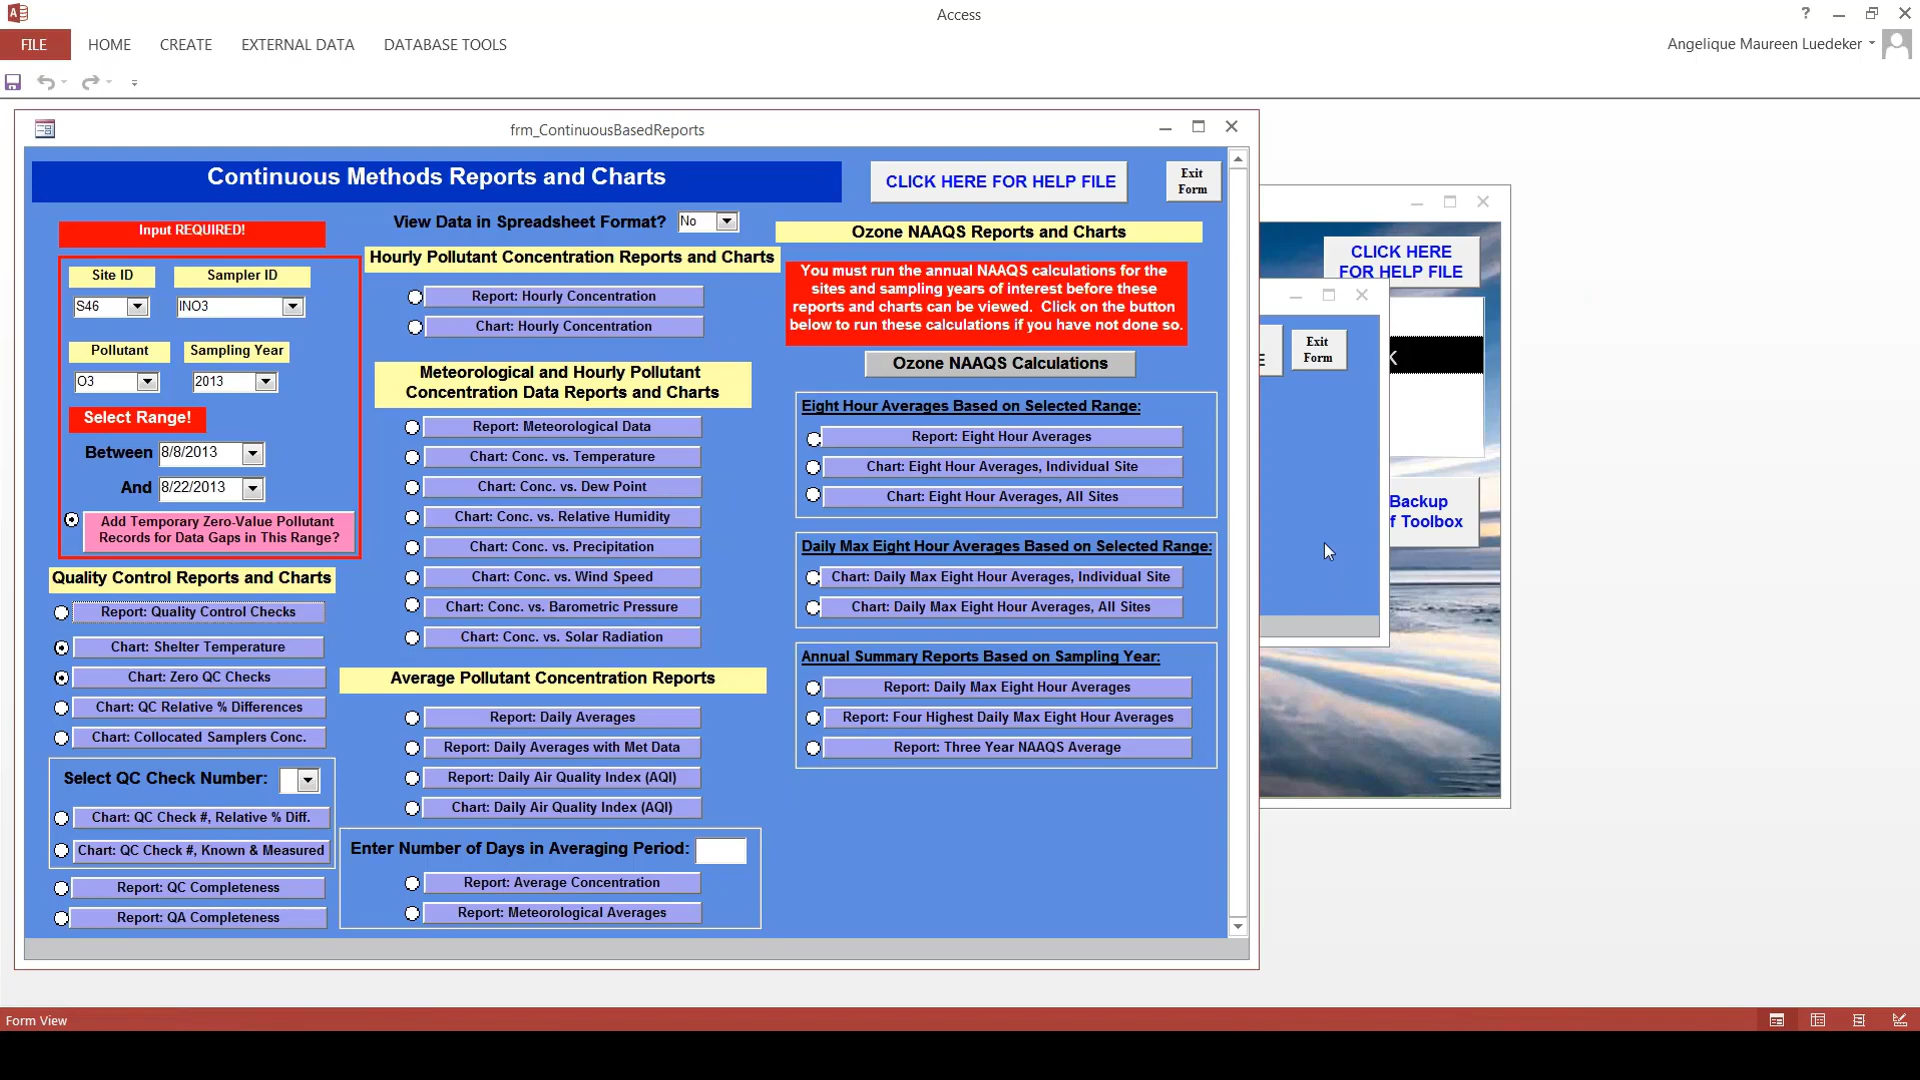 Access
?
FILE
HOME
CREATE
EXTERNAL DATA
DATABASE TOOLS
Angelique Maureen Luedeker
frm_ContinuousBasedReports
Continuous Methods Reports and Charts
CLICK HERE FOR HELP FILE
Exit
Form
Input REQUIRED!
Site ID
Sampler ID
S46
INO3
Pollutant
Sampling Year
O3
2013
Select Range!
Between
8/8/2013
And
8/22/2013
Add Temporary Zero-Value Pollutant
Records for Data Gaps in This Range?
Quality Control Reports and Charts
Report: Quality Control Checks
Chart: Shelter Temperature
Chart: Zero QC Checks
Chart: QC Relative % Differences
Chart: Collocated Samplers Conc.
Select QC Check Number:
Chart: QC Check #, Relative % Diff.
Chart: QC Check #, Known & Measured
Report: QC Completeness
Report: QA Completeness
View Data in Spreadsheet Format?
No
Hourly Pollutant Concentration Reports and Charts
Report: Hourly Concentration
Chart: Hourly Concentration
Meteorological and Hourly Pollutant
Concentration Data Reports and Charts
Report: Meteorological Data
Chart: Conc. vs. Temperature
Chart: Conc. vs. Dew Point
Chart: Conc. vs. Relative Humidity
Chart: Conc. vs. Precipitation
Chart: Conc. vs. Wind Speed
Chart: Conc. vs. Barometric Pressure
Chart: Conc. vs. Solar Radiation
Average Pollutant Concentration Reports
Report: Daily Averages
Report: Daily Averages with Met Data
Report: Daily Air Quality Index (AQI)
Chart: Daily Air Quality Index (AQI)
Enter Number of Days in Averaging Period:
Report: Average Concentration
Report: Meteorological Averages
Ozone NAAQS Reports and Charts
You must run the annual NAAQS calculations for the
sites and sampling years of interest before these
reports and charts can be viewed. Click on the button
below to run these calculations if you have not done so.
Ozone NAAQS Calculations
Eight Hour Averages Based on Selected Range:
Report: Eight Hour Averages
Chart: Eight Hour Averages, Individual Site
Chart: Eight Hour Averages, All Sites
Daily Max Eight Hour Averages Based on Selected Range:
Chart: Daily Max Eight Hour Averages, Individual Site
Chart: Daily Max Eight Hour Averages, All Sites
Annual Summary Reports Based on Sampling Year:
Report: Daily Max Eight Hour Averages
Report: Four Highest Daily Max Eight Hour Averages
Report: Three Year NAAQS Average
CLICK HERE
FOR HELP FILE
E
Exit
Form
K
Backup
f Toolbox
Form View